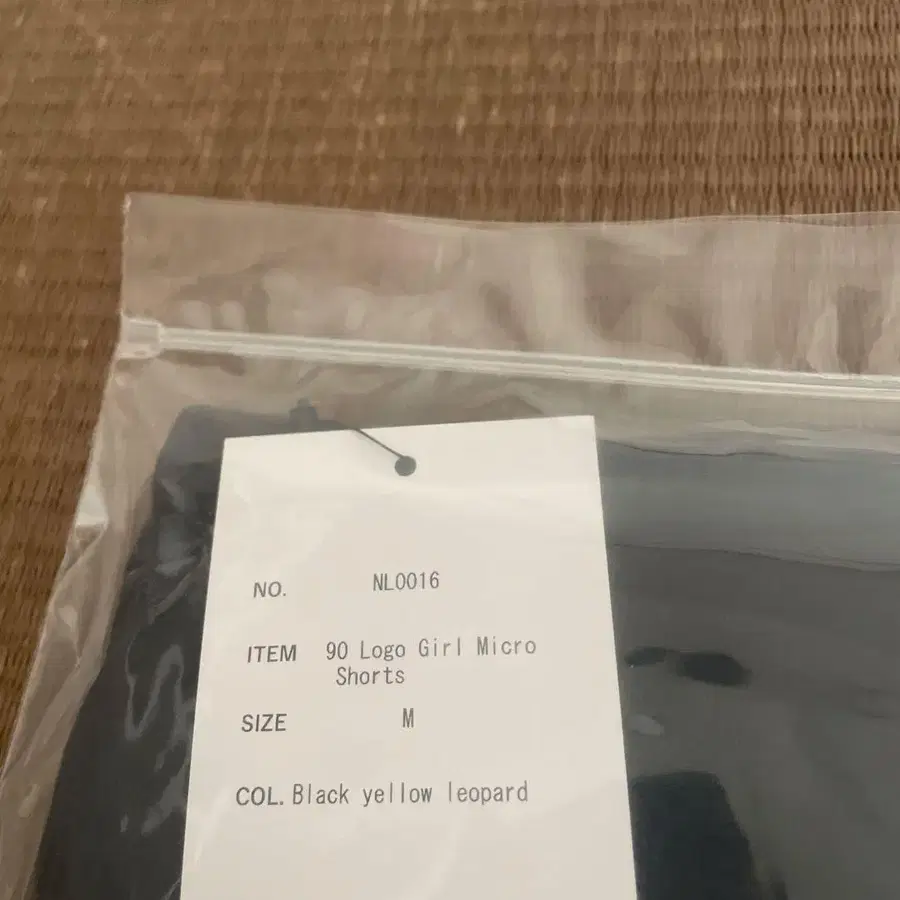 NO. NL0016
ITEM 90 Logo Girl Micro
Shorts
SIZE M
COL. Black yellow leopard